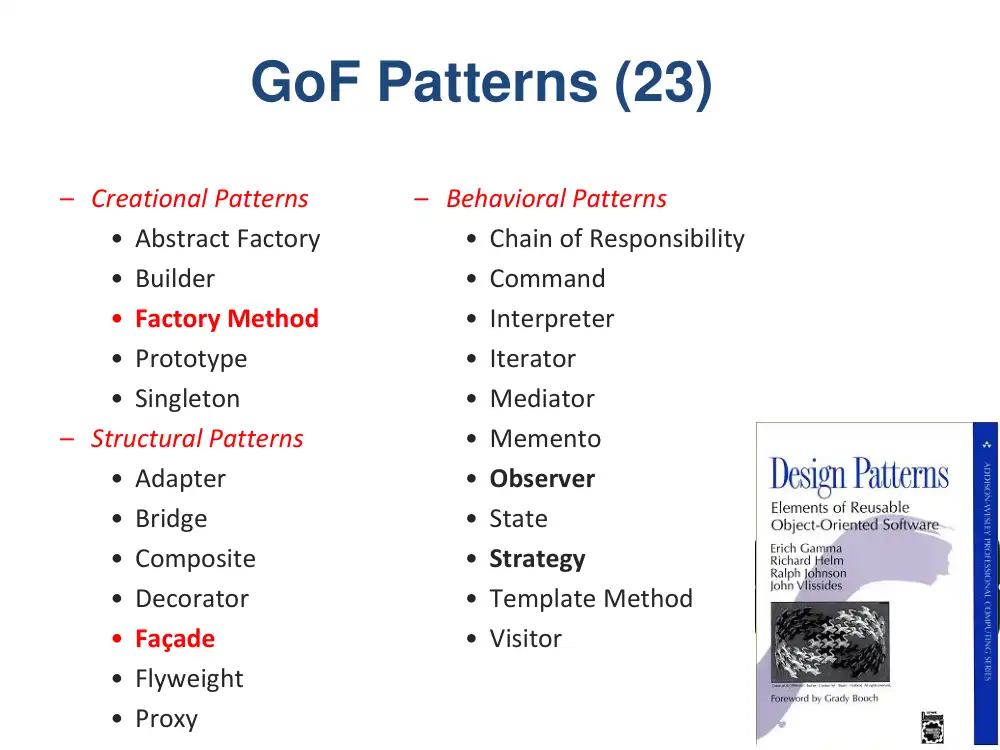 GoF Patterns (23)
– Creational Patterns
• Abstract Factory
• Builder
• Factory Method
• Prototype
• Singleton
– Structural Patterns
• Adapter
• Bridge
• Composite
• Decorator
• Façade
• Flyweight
• Proxy
– Behavioral Patterns
• Chain of Responsibility
• Command
• Interpreter
• Iterator
• Mediator
• Memento
• Observer
• State
• Strategy
• Template Method
• Visitor
Design Patterns
Elements of Reusable
Object-Oriented Software
Erich Gamma
Richard Helm
Ralph Johnson
John Vlissides
Foreword by Grady Booch
ADDISON-WESLEY PROFESSIONAL COMPUTING SERIES